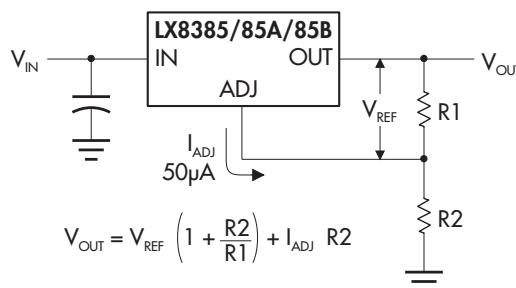 LX8385/85A/85B
V_IN IN OUT V_OUT
ADJ
V_REF R1
I_ADJ
50µA
R2
V_OUT = V_REF (1 + R2/R1) + I_ADJ R2